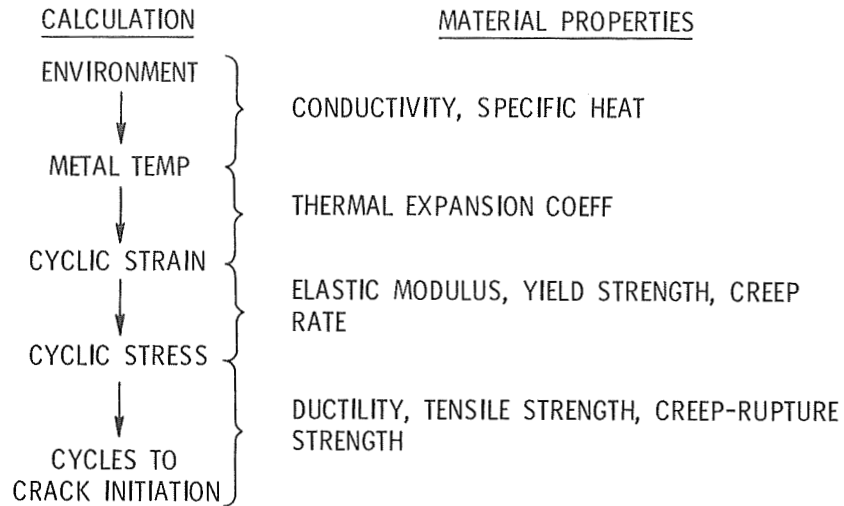 CALCULATION
MATERIAL PROPERTIES
ENVIRONMENT
CONDUCTIVITY, SPECIFIC HEAT
METAL TEMP
THERMAL EXPANSION COEFF
CYCLIC STRAIN
ELASTIC MODULUS, YIELD STRENGTH, CREEP
RATE
CYCLIC STRESS
DUCTILITY, TENSILE STRENGTH, CREEP-RUPTURE
STRENGTH
CYCLES TO
CRACK INITIATION